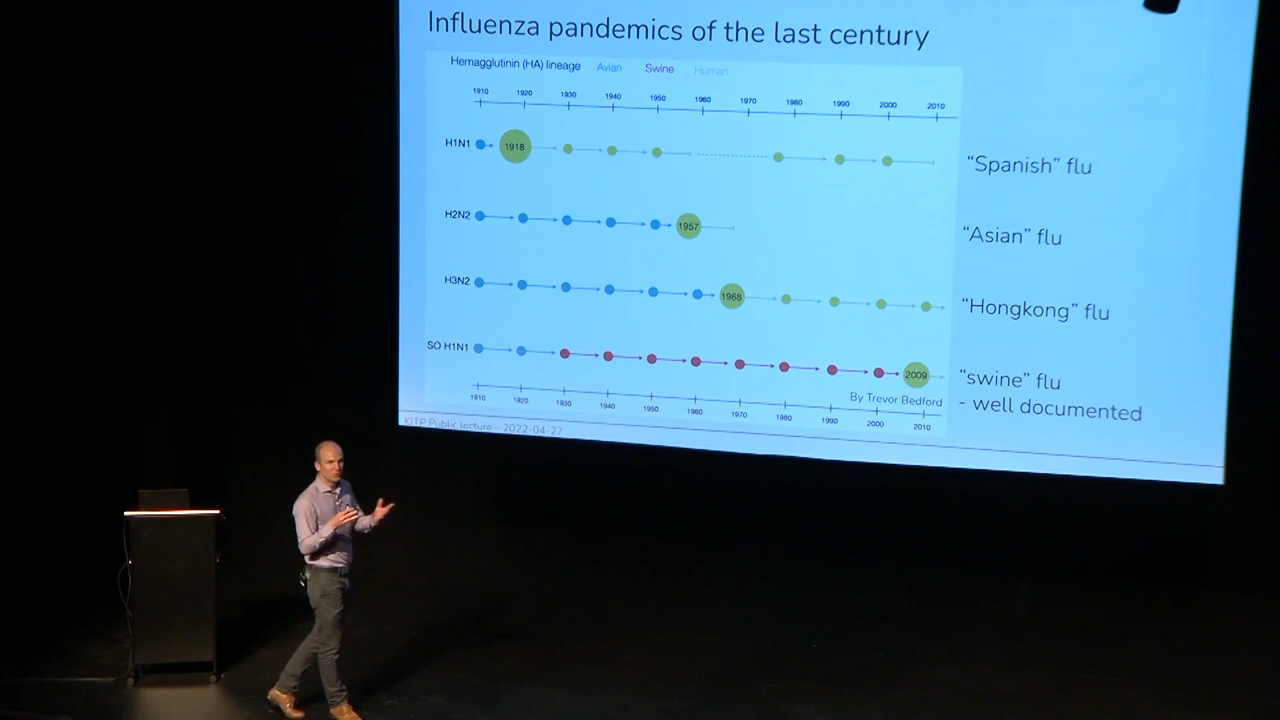 Influenza pandemics of the last century
Hemagglutinin (HA) lineage Avian Swine Human
1910 1920 1930 1940 1950 1960 1970 1980 1990 2000 2010
H1N1 1918 “Spanish” flu
H2N2 1957 “Asian” flu
H3N2 1968 “Hongkong” flu
SO H1N1 2009 “swine” flu
- well documented
By Trevor Bedford
1910 1920 1930 1940 1950 1960 1970 1980 1990 2000 2010
KITP Public lecture - 2022-04-27